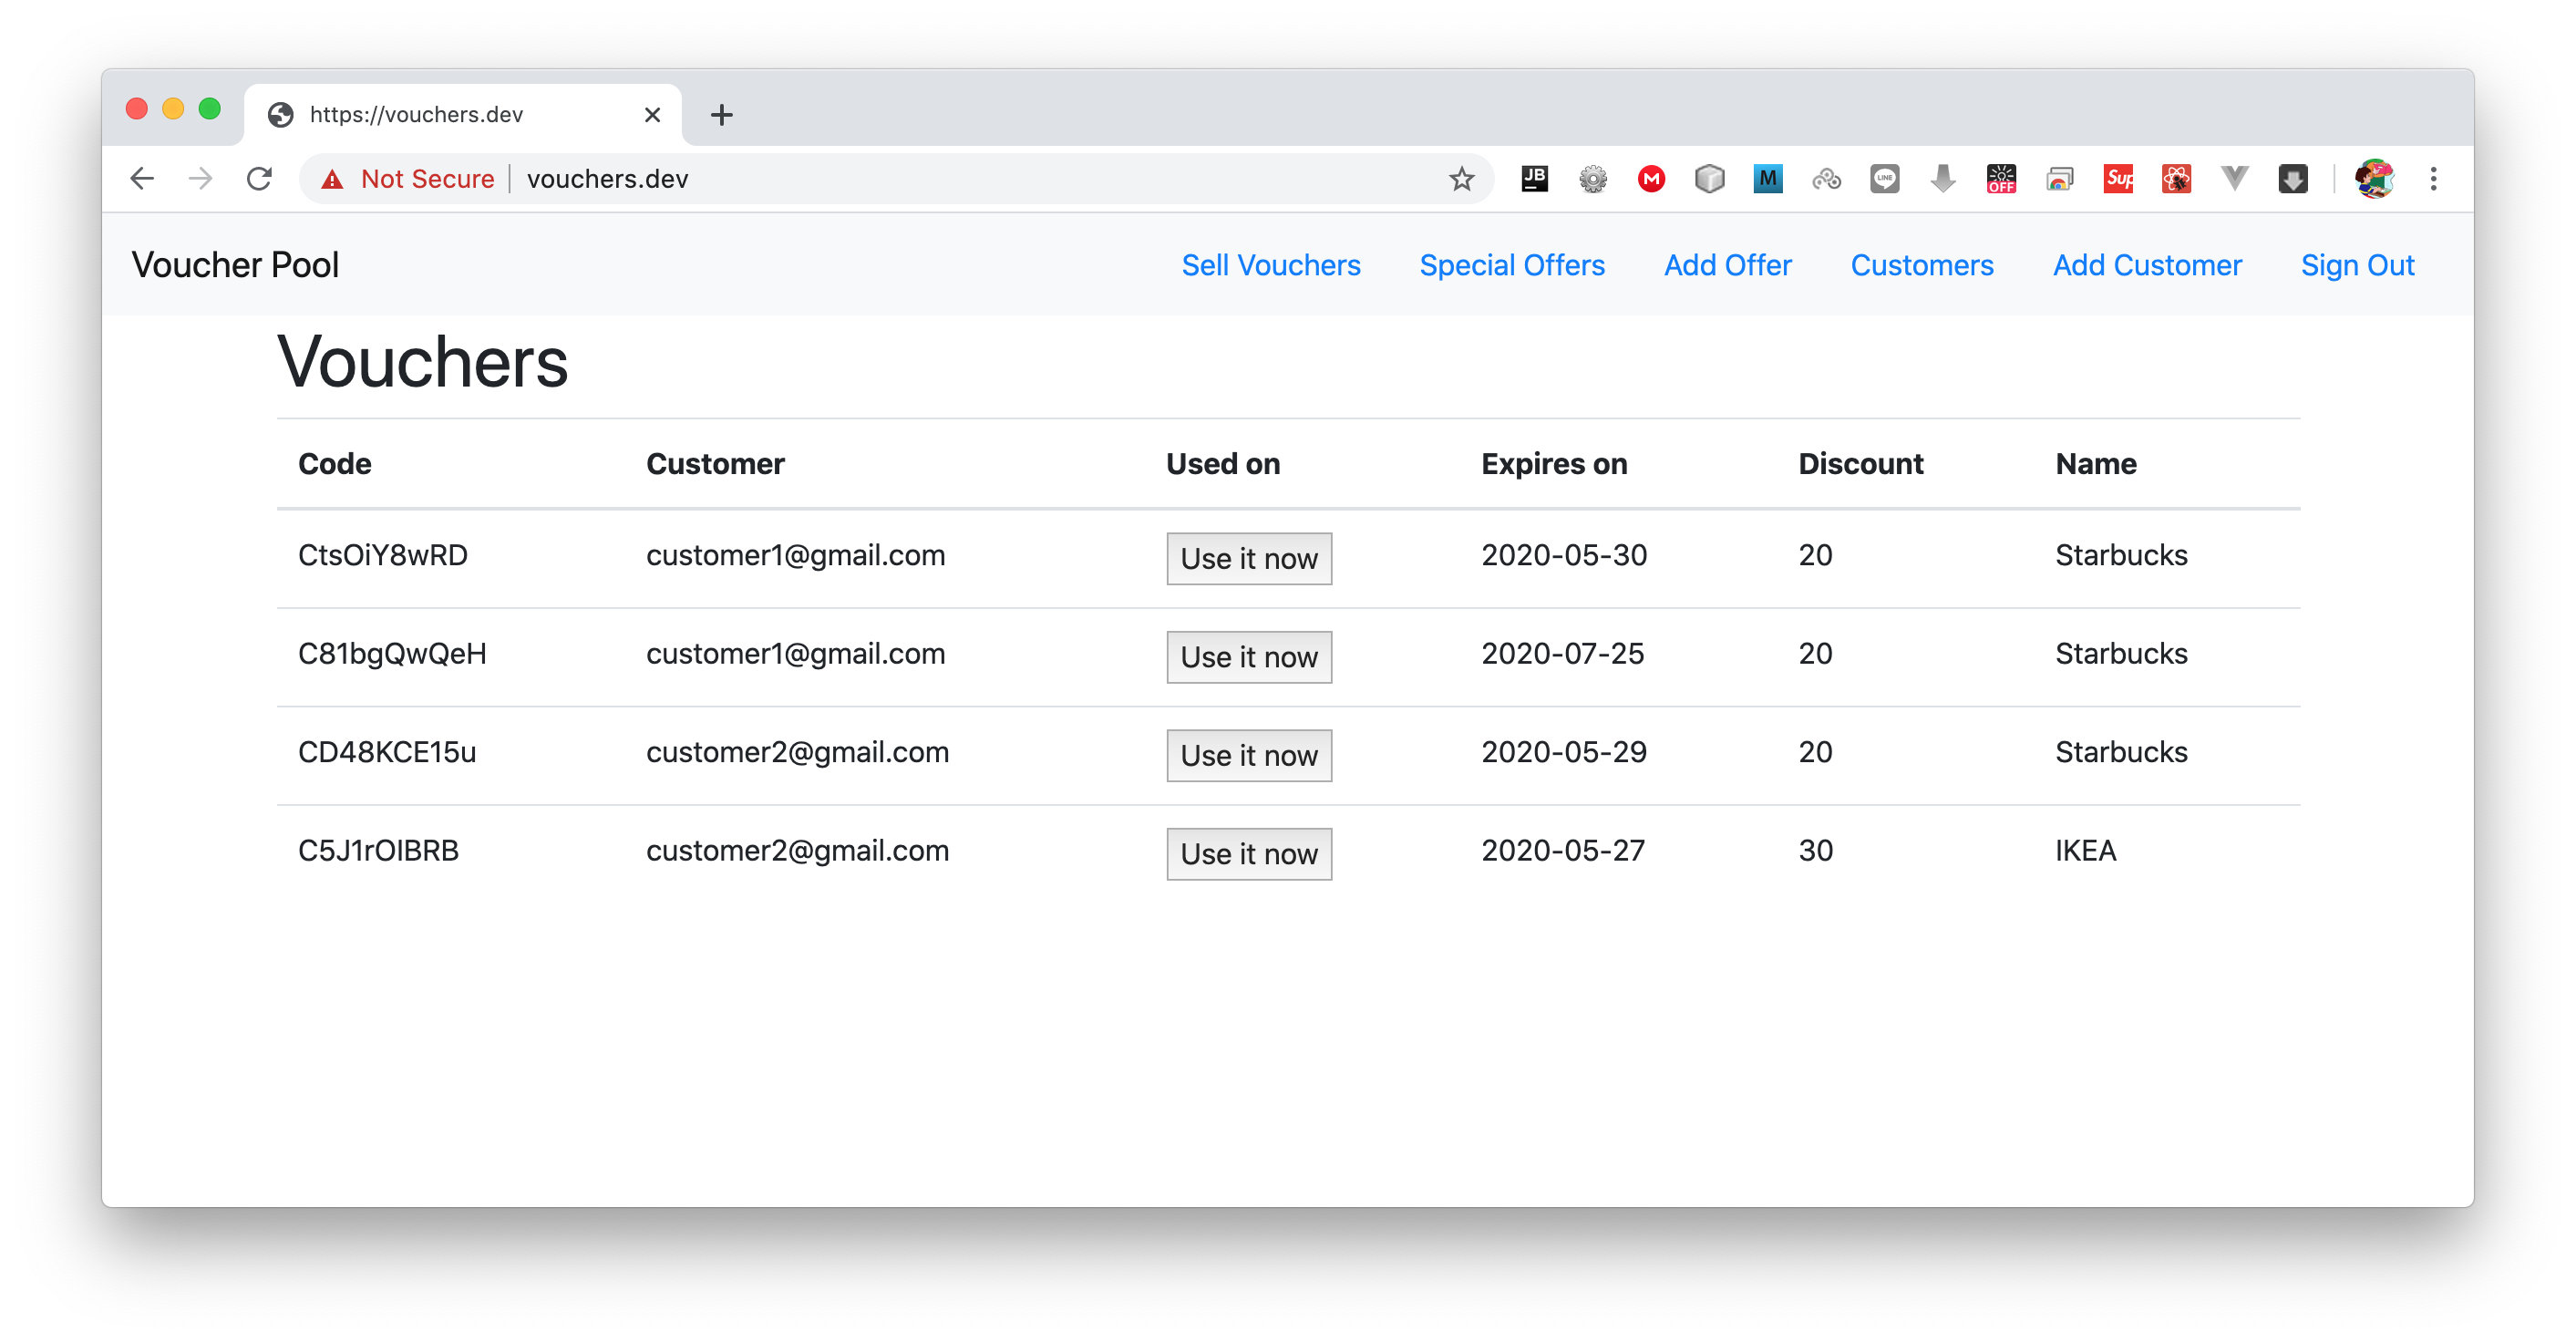 https://vouchers.dev
Not Secure vouchers.dev
JB M M LINE OFF Sup
Voucher Pool Sell Vouchers Special Offers Add Offer Customers Add Customer Sign Out
Vouchers
Code Customer Used on Expires on Discount Name
CtsOiY8wRD customer1@gmail.com Use it now 2020-05-30 20 Starbucks
C81bgQwQeH customer1@gmail.com Use it now 2020-07-25 20 Starbucks
CD48KCE15u customer2@gmail.com Use it now 2020-05-29 20 Starbucks
C5J1rOIBRB customer2@gmail.com Use it now 2020-05-27 30 IKEA